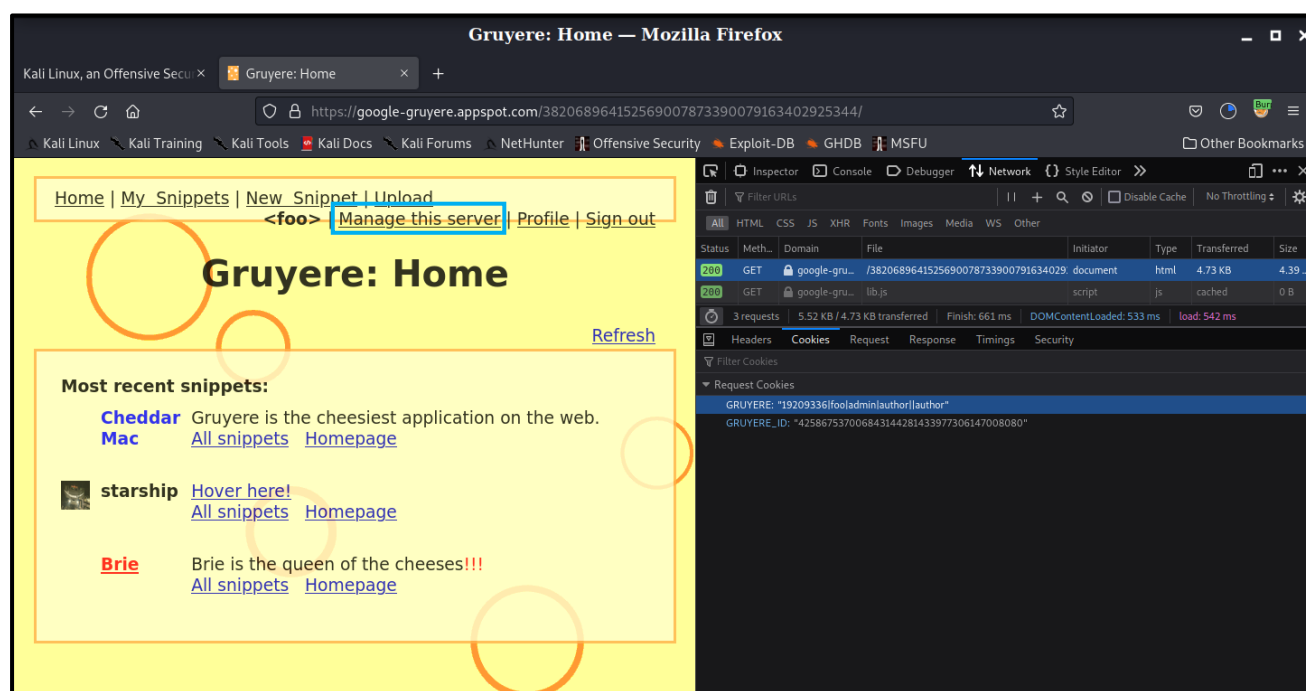 Gruyere: Home — Mozilla Firefox
Kali Linux, an Offensive Secur × Gruyere: Home × +
https://google-gruyere.appspot.com/382068964152569007873390079163402925344/
Kali Linux Kali Training Kali Tools Kali Docs Kali Forums NetHunter Offensive Security Exploit-DB GHDB MSFU Other Bookmarks
Home | My Snippets | New Snippet | Upload
<foo> | Manage this server | Profile | Sign out
Gruyere: Home
Refresh
Most recent snippets:
Cheddar Gruyere is the cheesiest application on the web.
Mac All snippets Homepage
starship Hover here!
All snippets Homepage
Brie Brie is the queen of the cheeses!!!
All snippets Homepage
Inspector Console Debugger Network {} Style Editor
Filter URLs Disable Cache No Throttling
All HTML CSS JS XHR Fonts Images Media WS Other
Status Meth... Domain File Initiator Type Transferred Size
200 GET google-gru... /3820689641525690078733900791634029. document html 4.73 KB 4.39 ..
200 GET google-gru... lib.js script js cached 0 B
3 requests 5.52 KB / 4.73 KB transferred Finish: 661 ms DOMContentLoaded: 533 ms load: 542 ms
Headers Cookies Request Response Timings Security
Filter Cookies
Request Cookies
GRUYERE: "19209336|foo|admin|author||author"
GRUYERE_ID: "425867537006843144281433977306147008080"